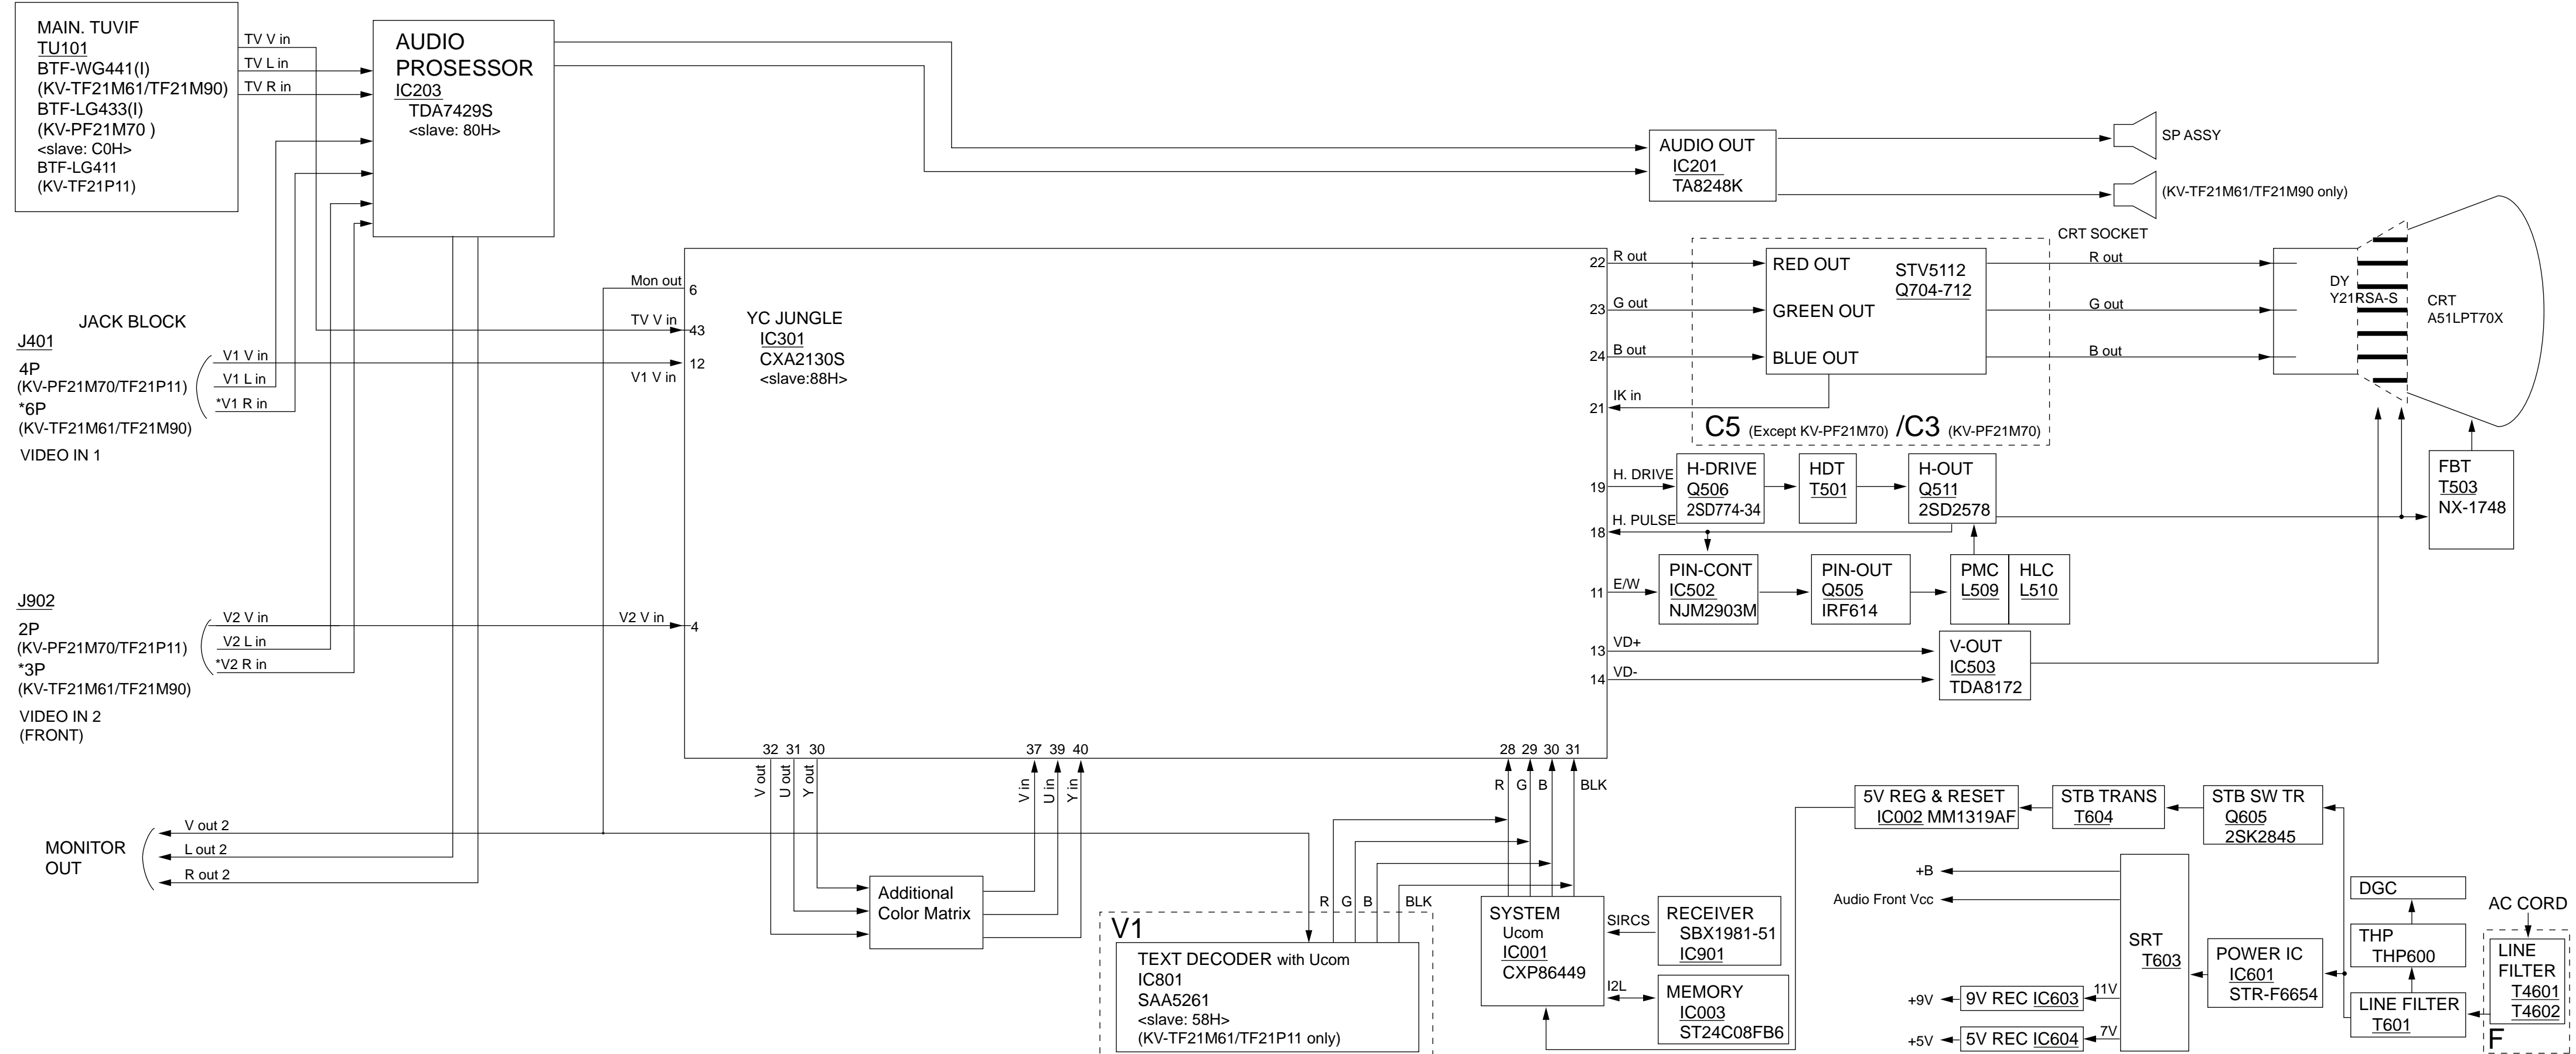 MAIN. TUVIF
TU101
BTF-WG441(I)
(KV-TF21M61/TF21M90)
BTF-LG433(I)
(KV-PF21M70 )
<slave: C0H>
BTF-LG411
(KV-TF21P11)
TV V in
TV L in
TV R in
AUDIO
PROSESSOR
IC203
TDA7429S
<slave: 80H>
AUDIO OUT
IC201
TA8248K
SP ASSY
(KV-TF21M61/TF21M90 only)
JACK BLOCK
J401
4P
(KV-PF21M70/TF21P11)
*6P
(KV-TF21M61/TF21M90)
VIDEO IN 1
V1 V in
V1 L in
*V1 R in
J902
2P
(KV-PF21M70/TF21P11)
*3P
(KV-TF21M61/TF21M90)
VIDEO IN 2
(FRONT)
V2 V in
V2 L in
*V2 R in
MONITOR
OUT
V out 2
L out 2
R out 2
Mon out
6
TV V in
43
12
V1 V in
V2 V in
4
YC JUNGLE
IC301
CXA2130S
<slave:88H>
22
R out
23
G out
24
B out
21
IK in
19
H. DRIVE
18
H. PULSE
11
E/W
13
VD+
14
VD-
32 31 30
V out
U out
Y out
37 39 40
V in
U in
Y in
28 29 30 31
R G B BLK
Additional
Color Matrix
CRT SOCKET
RED OUT
GREEN OUT
BLUE OUT
STV5112
Q704-712
C5 (Except KV-PF21M70) /C3 (KV-PF21M70)
R out
G out
B out
DY
Y21RSA-S
CRT
A51LPT70X
H-DRIVE
Q506
2SD774-34
HDT
T501
H-OUT
Q511
2SD2578
FBT
T503
NX-1748
PIN-CONT
IC502
NJM2903M
PIN-OUT
Q505
IRF614
PMC
L509
HLC
L510
V-OUT
IC503
TDA8172
R G B BLK
V1
TEXT DECODER with Ucom
IC801
SAA5261
<slave: 58H>
(KV-TF21M61/TF21P11 only)
SYSTEM
Ucom
IC001
CXP86449
SIRCS
RECEIVER
SBX1981-51
IC901
I2L
MEMORY
IC003
ST24C08FB6
5V REG & RESET
IC002 MM1319AF
STB TRANS
T604
STB SW TR
Q605
2SK2845
+B
Audio Front Vcc
+9V
9V REC IC603
11V
+5V
5V REC IC604
7V
SRT
T603
POWER IC
IC601
STR-F6654
DGC
THP
THP600
LINE FILTER
T601
AC CORD
LINE
FILTER
T4601
T4602
F